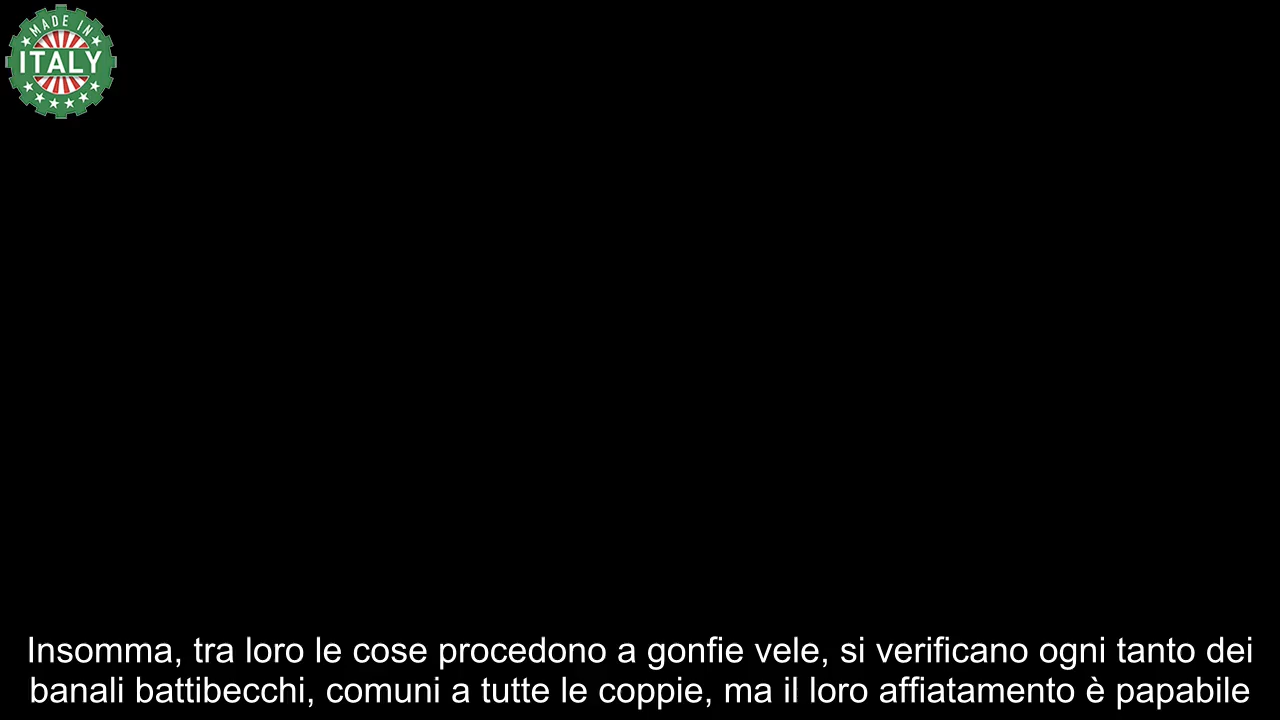 MADE IN
ITALY
Insomma, tra loro le cose procedono a gonfie vele, si verificano ogni tanto dei
banali battibecchi, comuni a tutte le coppie, ma il loro affiatamento è papabile